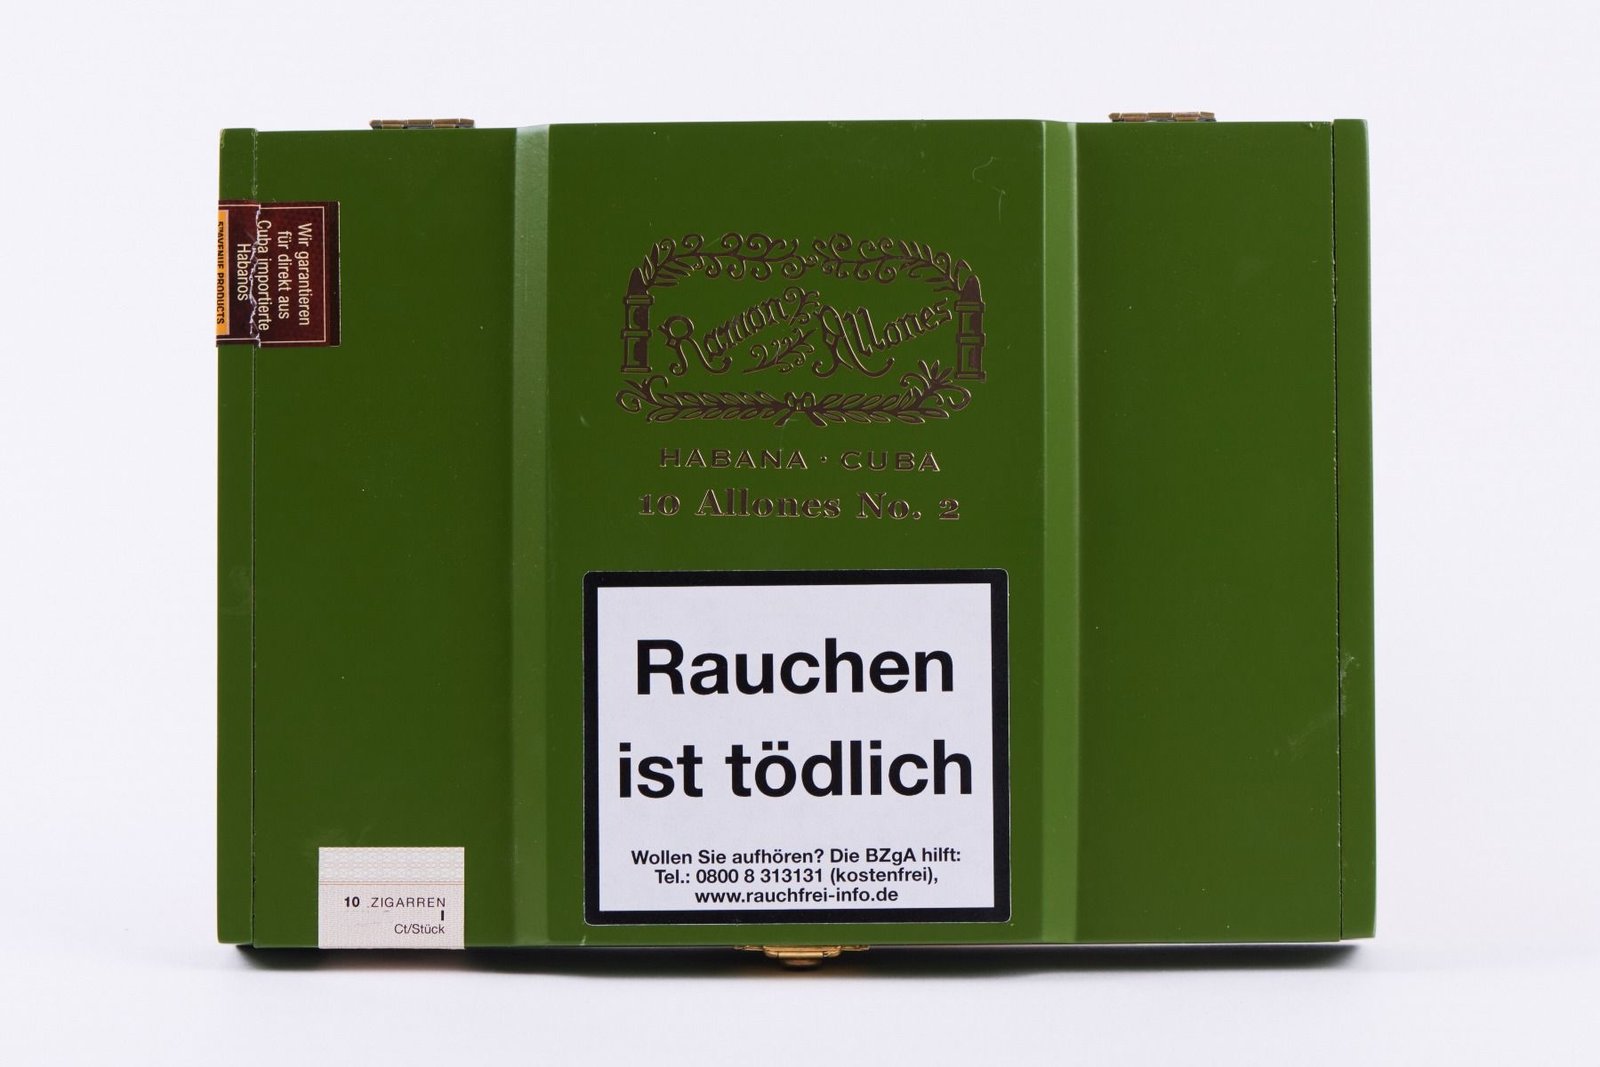 Wir garantieren
für direkt aus
Cuba importierte
Habanos
5THAVENUE PRODUCTS
Ramon Allones
HABANA · CUBA
10 Allones No. 2
Rauchen
ist tödlich
Wollen Sie aufhören? Die BZgA hilft:
Tel.: 0800 8 313131 (kostenfrei),
www.rauchfrei-info.de
10 ZIGARREN
Ct/Stück